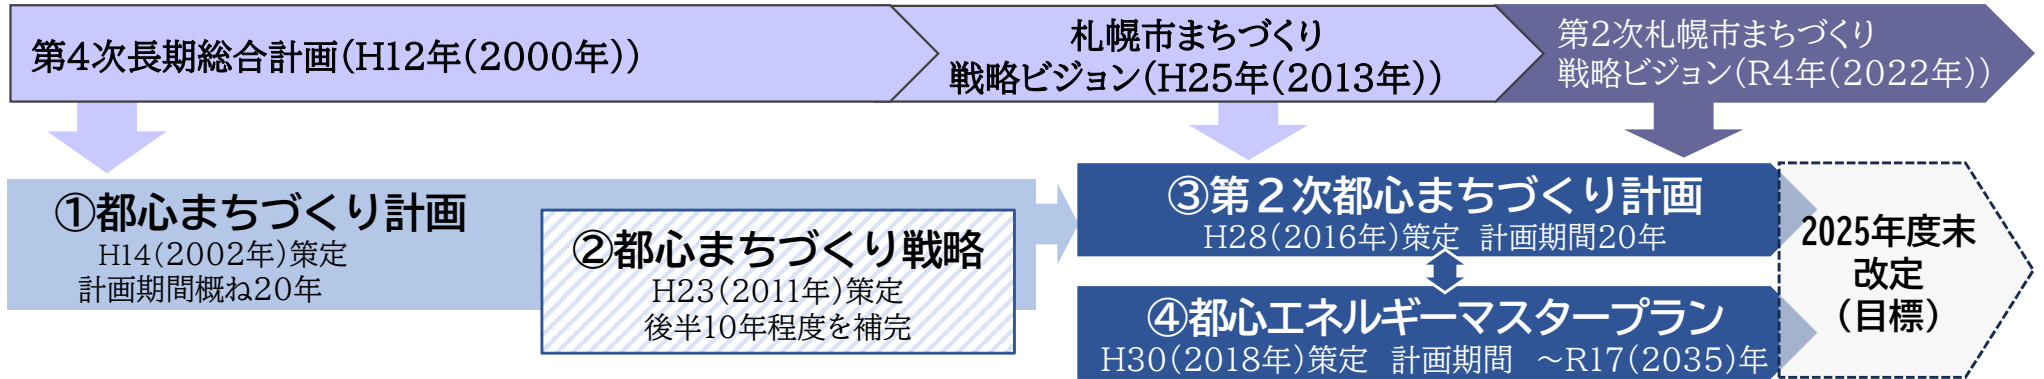 第4次長期総合計画(H12年(2000年))
札幌市まちづくり
戦略ビジョン(H25年(2013年))
第2次札幌市まちづくり
戦略ビジョン(R4年(2022年))
①都心まちづくり計画
H14(2002年)策定
計画期間概ね20年
②都心まちづくり戦略
H23(2011年)策定
後半10年程度を補完
③第２次都心まちづくり計画
H28(2016年)策定　計画期間20年
④都心エネルギーマスタープラン
H30(2018年)策定　計画期間　～R17(2035)年
2025年度末
改定
(目標)